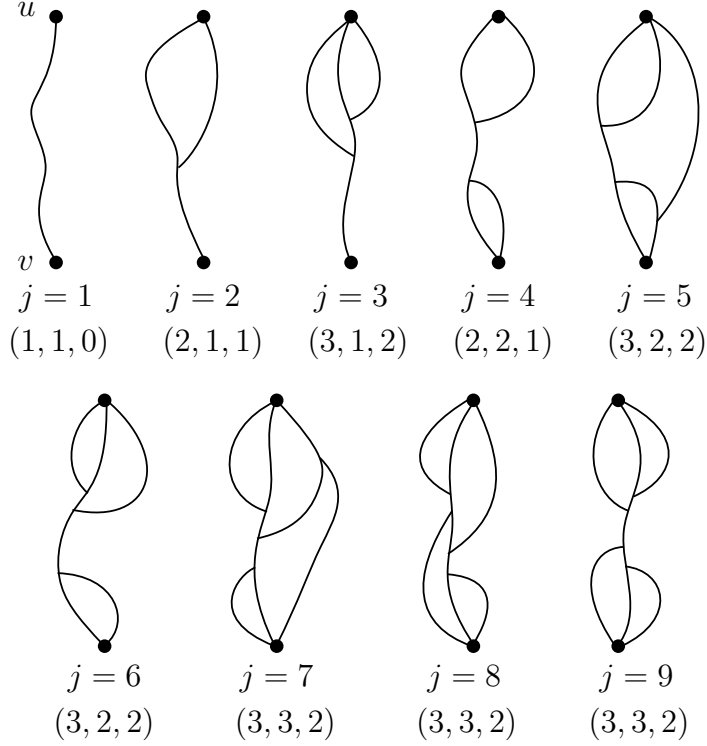 u
v
j = 1 j = 2 j = 3 j = 4 j = 5
(1, 1, 0) (2, 1, 1) (3, 1, 2) (2, 2, 1) (3, 2, 2)
j = 6 j = 7 j = 8 j = 9
(3, 2, 2) (3, 3, 2) (3, 3, 2) (3, 3, 2)